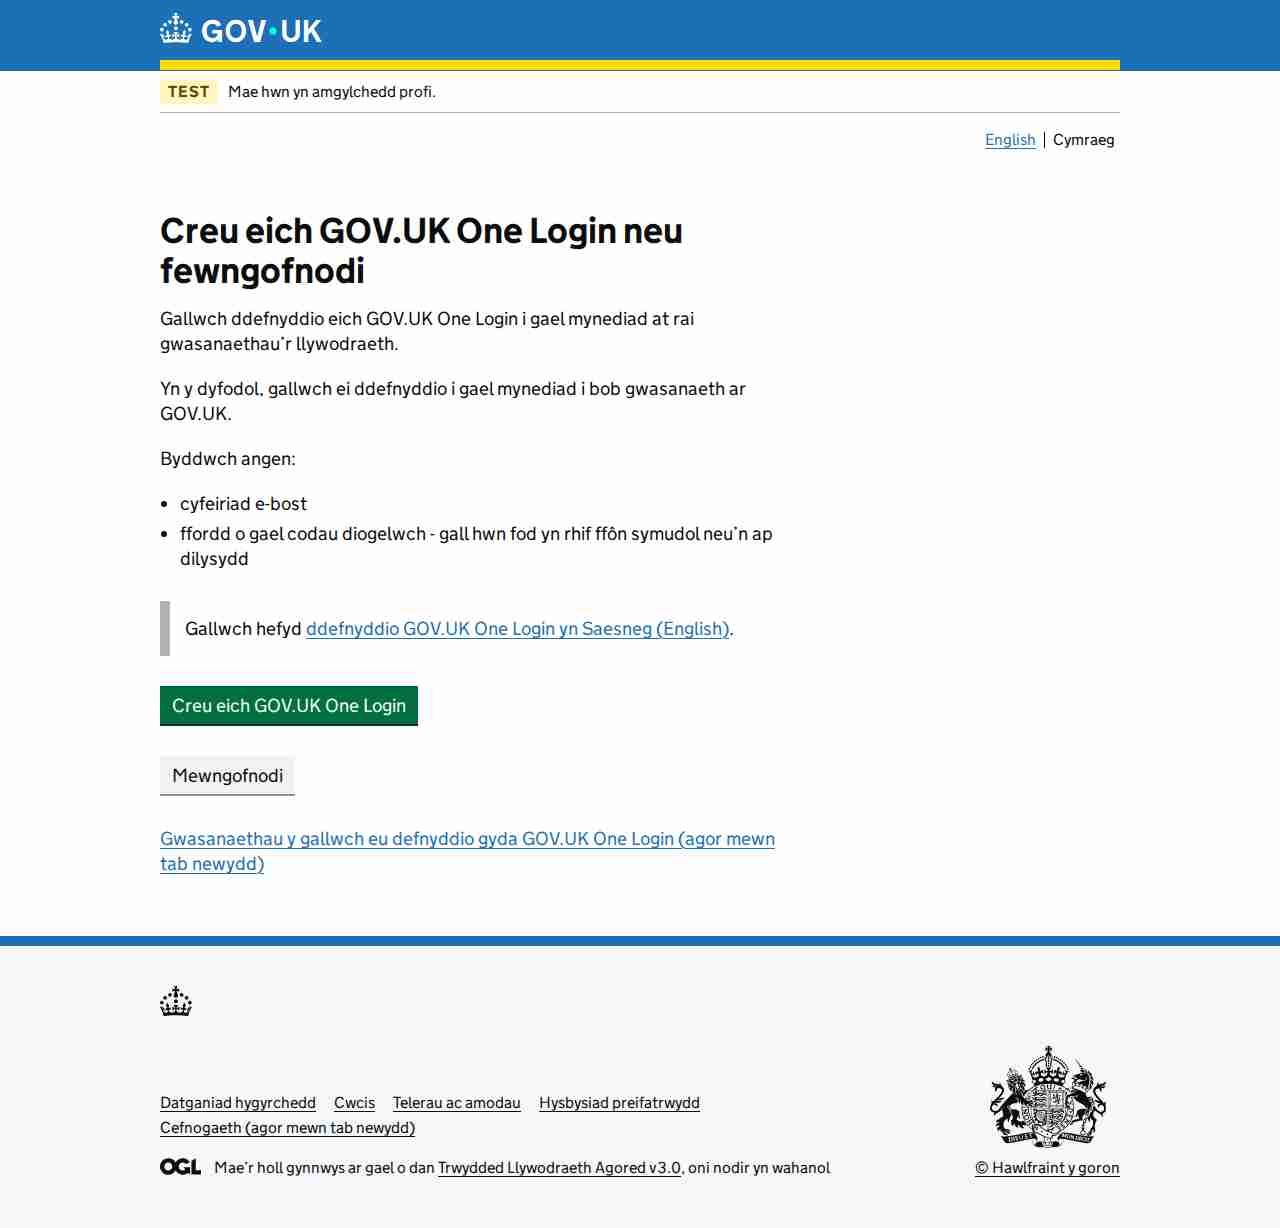 GOV·UK
TEST Mae hwn yn amgylchedd profi.
English Cymraeg
Creu eich GOV.UK One Login neu
fewngofnodi
Gallwch ddefnyddio eich GOV.UK One Login i gael mynediad at rai
gwasanaethau'r llywodraeth.
Yn y dyfodol, gallwch ei ddefnyddio i gael mynediad i bob gwasanaeth ar
GOV.UK.
Byddwch angen:
• cyfeiriad e-bost
• ffordd o gael codau diogelwch - gall hwn fod yn rhif ffôn symudol neu'n ap
dilysydd
Gallwch hefyd ddefnyddio GOV.UK One Login yn Saesneg (English).
Creu eich GOV.UK One Login
Mewngofnodi
Gwasanaethau y gallwch eu defnyddio gyda GOV.UK One Login (agor mewn
tab newydd)
Datganiad hygyrchedd Cwcis Telerau ac amodau Hysbysiad preifatrwydd
Cefnogaeth (agor mewn tab newydd)
OGL Mae'r holl gynnwys ar gael o dan Trwydded Llywodraeth Agored v3.0, oni nodir yn wahanol
© Hawlfraint y goron